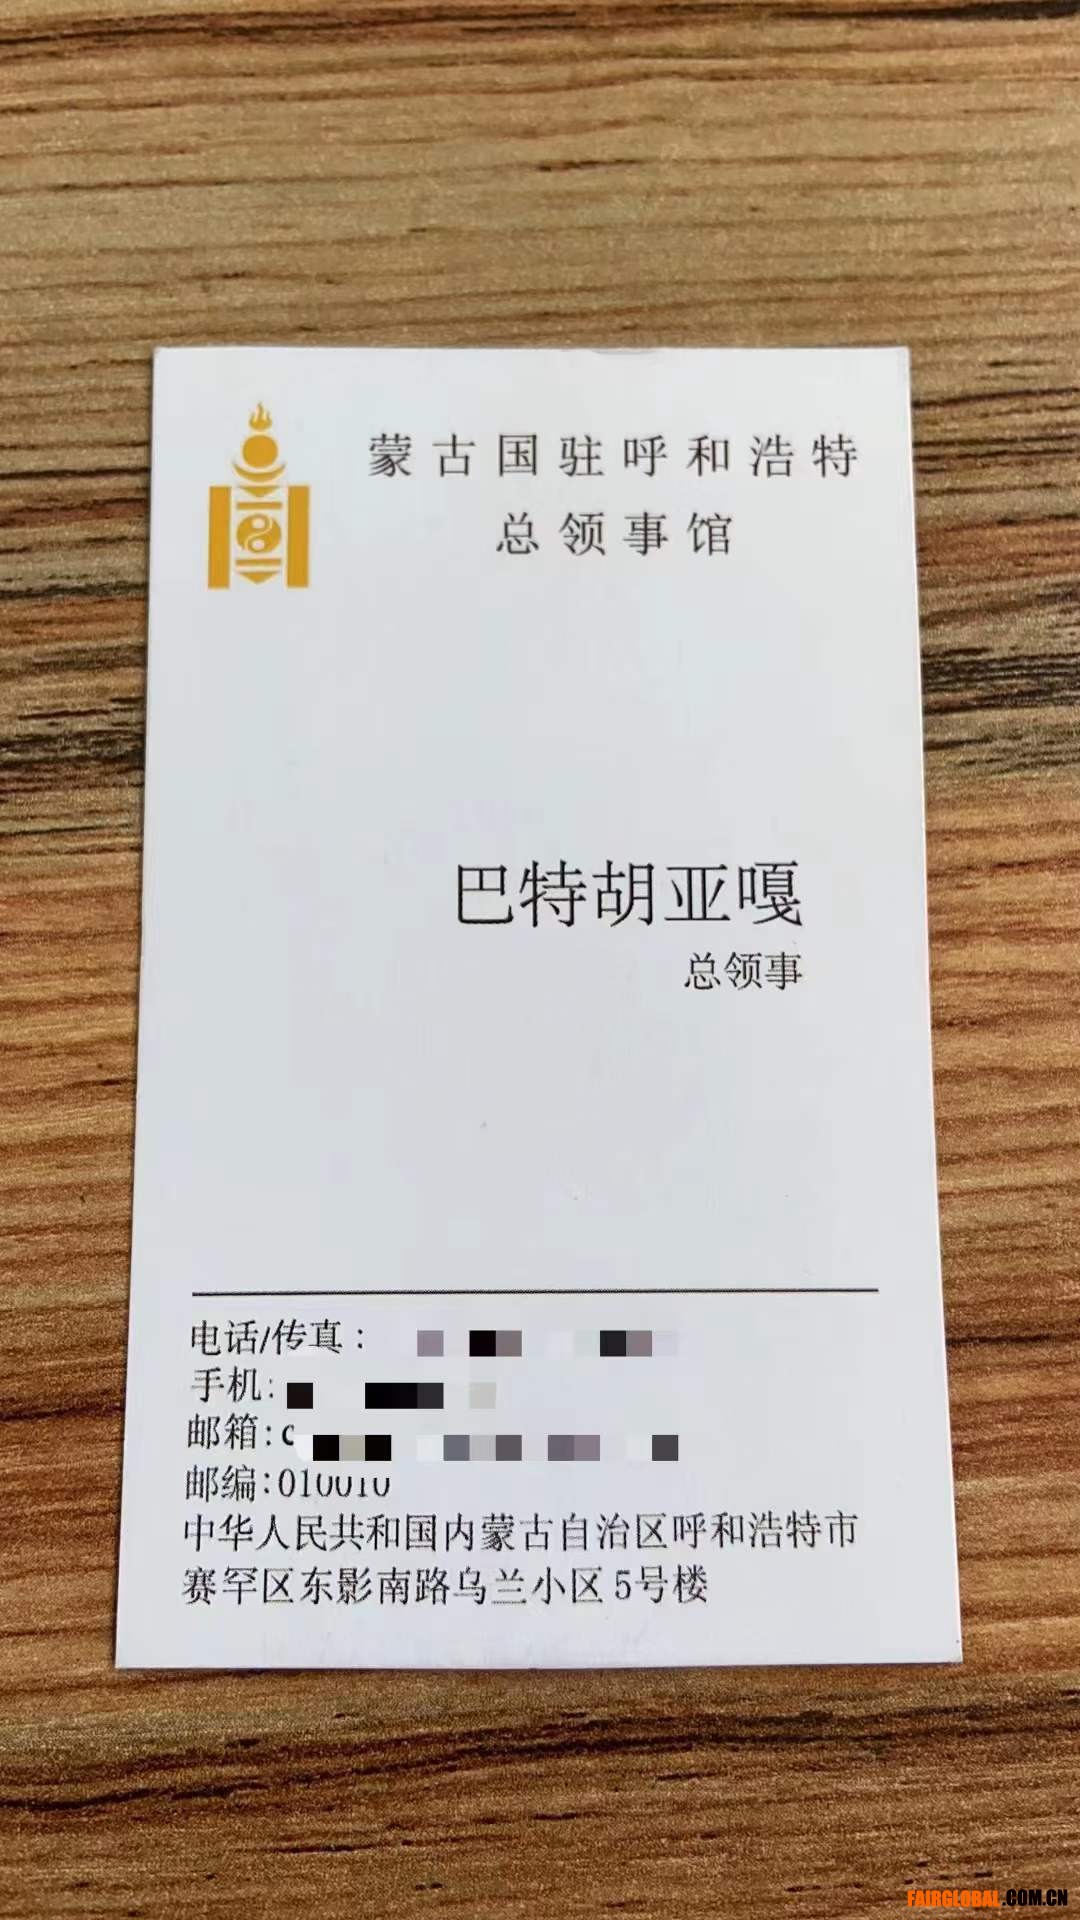 蒙古国驻呼和浩特
总领事馆
巴特胡亚嘎
总领事
电话/传真：
手机:
邮箱:c
邮编:010010
中华人民共和国内蒙古自治区呼和浩特市
赛罕区东影南路乌兰小区5号楼
FAIRGLOBAL.COM.CN